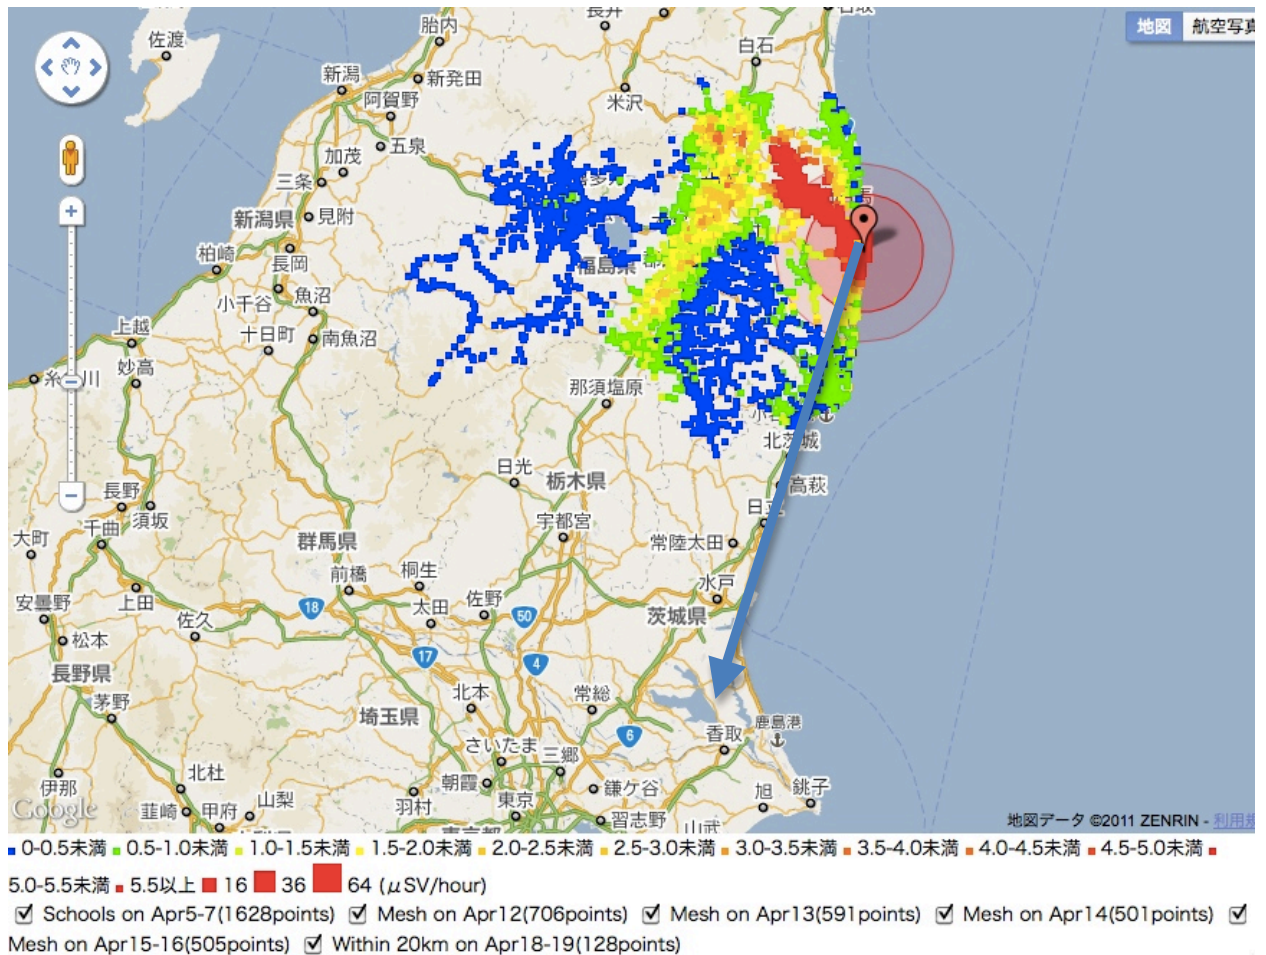 佐渡
胎内
長井
名取
地図
航空写真
白石
新潟
新発田
米沢
阿賀野
五泉
加茂
三条
新潟県
見附
柏崎
長岡
福島県
小千谷
魚沼
上越
十日町
南魚沼
妙高
那須塩原
北茨城
日光
栃木県
高萩
長野
須坂
日立
大町
千曲
宇都宮
群馬県
常陸太田
前橋
桐生
水戸
安曇野
上田
18
太田
佐野
50
茨城県
佐久
松本
17
4
長野県
茅野
北本
常総
埼玉県
6
香取
鹿島港
さいたま
三郷
伊那
北杜
朝霞
鎌ケ谷
旭
銚子
Google
韮崎
甲府
山梨
羽村
東京
習志野
山武
東京都
地図データ ©2011 ZENRIN - 利用規
0-0.5未満 0.5-1.0未満 1.0-1.5未満 1.5-2.0未満 2.0-2.5未満 2.5-3.0未満 3.0-3.5未満 3.5-4.0未満 4.0-4.5未満 4.5-5.0未満
5.0-5.5未満 5.5以上 16 36 64 (μSV/hour)
Schools on Apr5-7(1628points) Mesh on Apr12(706points) Mesh on Apr13(591points) Mesh on Apr14(501points)
Mesh on Apr15-16(505points) Within 20km on Apr18-19(128points)